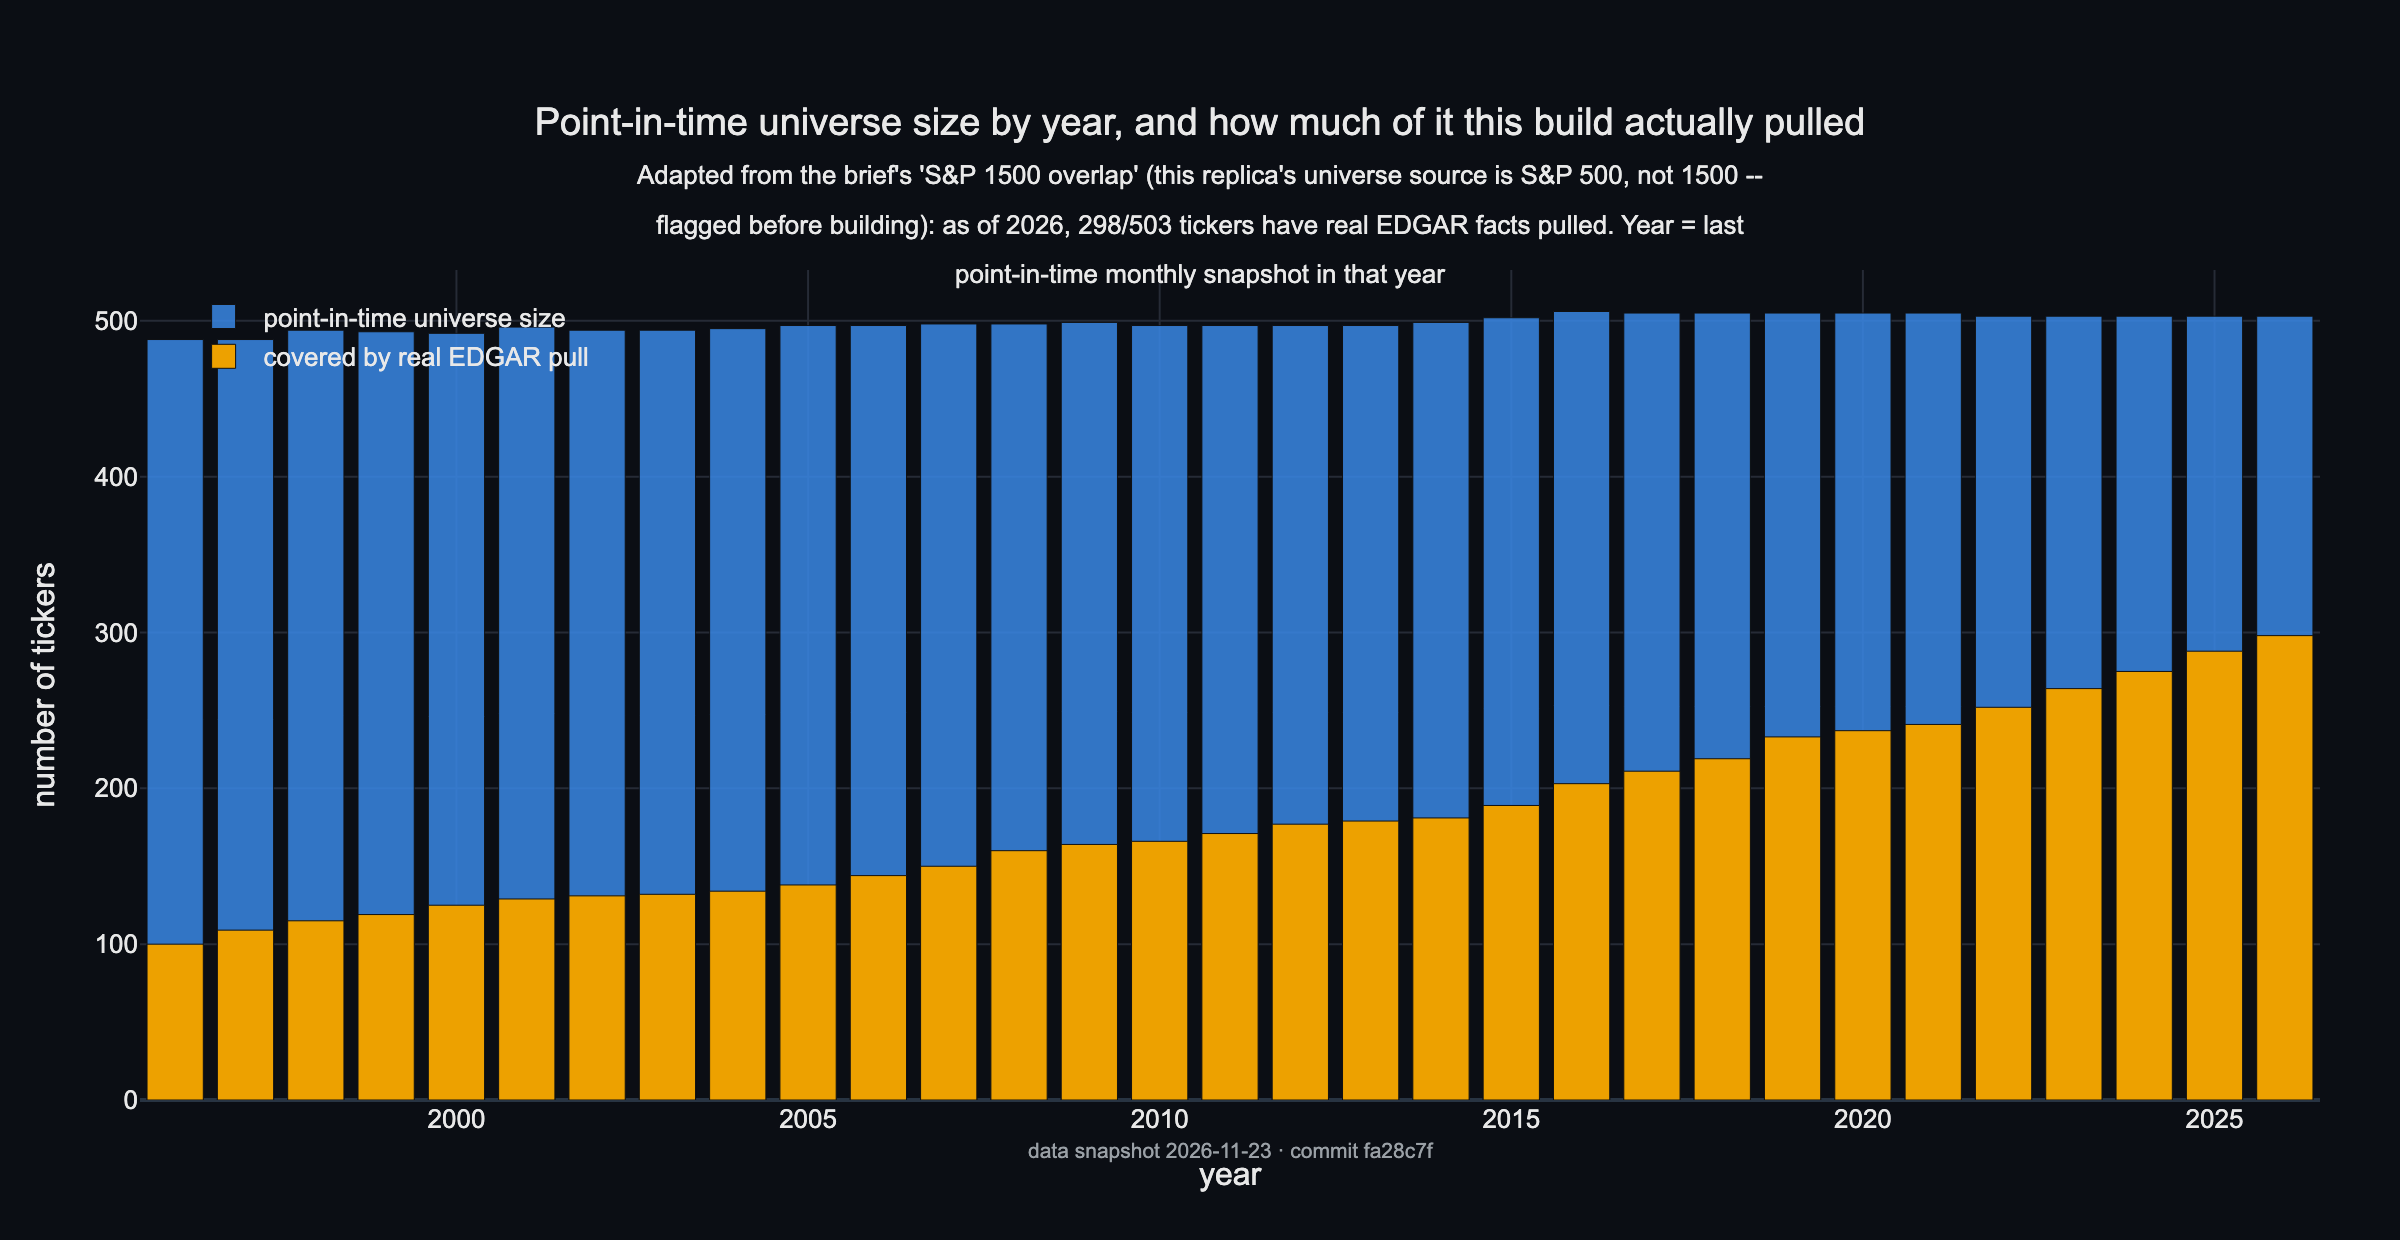 Point-in-time universe size by year, and how much of it this build actually pulled
Adapted from the brief's 'S&P 1500 overlap' (this replica's universe source is S&P 500, not 1500 --
flagged before building): as of 2026, 298/503 tickers have real EDGAR facts pulled. Year = last
point-in-time monthly snapshot in that year
point-in-time universe size
covered by real EDGAR pull
number of tickers
500
400
300
200
100
0
2000
2005
2010
2015
2020
2025
data snapshot 2026-11-23 · commit fa28c7f
year